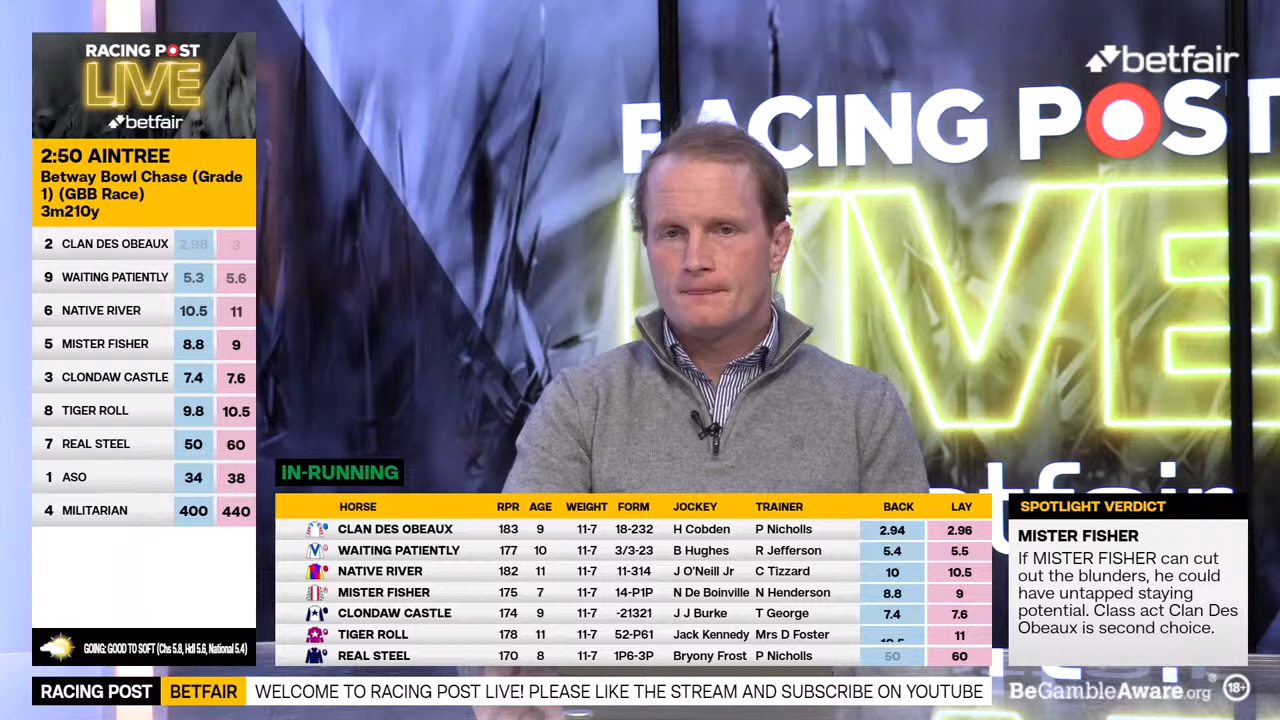 RACING POST
LIVE
betfair
2:50 AINTREE
Betway Bowl Chase (Grade
1) (GBB Race)
3m210y
2 CLAN DES OBEAUX 2.98 3
9 WAITING PATIENTLY 5.3 5.6
6 NATIVE RIVER 10.5 11
5 MISTER FISHER 8.8 9
3 CLONDAW CASTLE 7.4 7.6
8 TIGER ROLL 9.8 10.5
7 REAL STEEL 50 60
1 ASO 34 38
4 MILITARIAN 400 440
GOING: GOOD TO SOFT (Chs 5.8, Hdl 5.6, National 5.4)
betfair
RACING POST
LIVE
betfair
IN-RUNNING
HORSE RPR AGE WEIGHT FORM JOCKEY TRAINER BACK LAY
CLAN DES OBEAUX 183 9 11-7 18-232 H Cobden P Nicholls 2.94 2.96
WAITING PATIENTLY 177 10 11-7 3/3-23 B Hughes R Jefferson 5.4 5.5
NATIVE RIVER 182 11 11-7 11-314 J O'Neill Jr C Tizzard 10 10.5
MISTER FISHER 175 7 11-7 14-P1P N De Boinville N Henderson 8.8 9
CLONDAW CASTLE 174 9 11-7 -21321 J J Burke T George 7.4 7.6
TIGER ROLL 178 11 11-7 52-P61 Jack Kennedy Mrs D Foster 11
REAL STEEL 170 8 11-7 1P6-3P Bryony Frost P Nicholls 50 60
SPOTLIGHT VERDICT
MISTER FISHER
If MISTER FISHER can cut
out the blunders, he could
have untapped staying
potential. Class act Clan Des
Obeaux is second choice.
RACING POST BETFAIR WELCOME TO RACING POST LIVE! PLEASE LIKE THE STREAM AND SUBSCRIBE ON YOUTUBE
BeGambleAware.org 18+